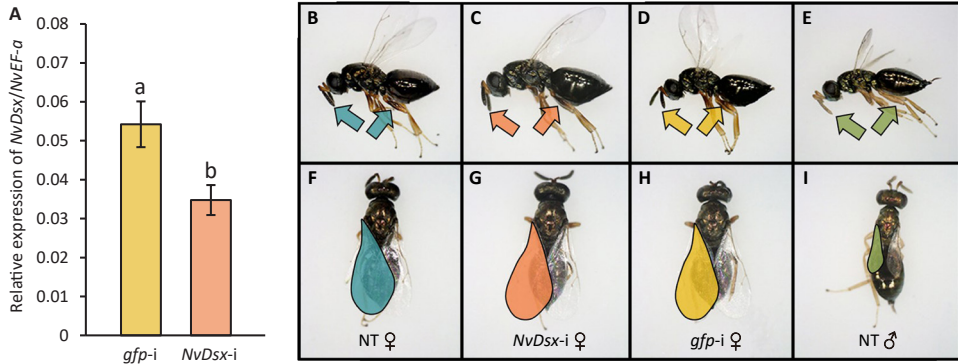 A
Relative expression of NvDsx/NvEF-a
0.08
0.07
0.06
0.05
0.04
0.03
0.02
0.01
0
a
b
gfp-i
NvDsx-i
B
C
D
E
F
NT ♀
G
NvDsx-i ♀
H
gfp-i ♀
I
NT ♂